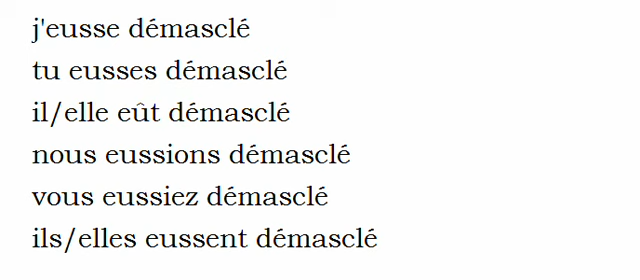 j'eusse démasclé
tu eusses démasclé
il/elle eût démasclé
nous eussions démasclé
vous eussiez démasclé
ils/elles eussent démasclé